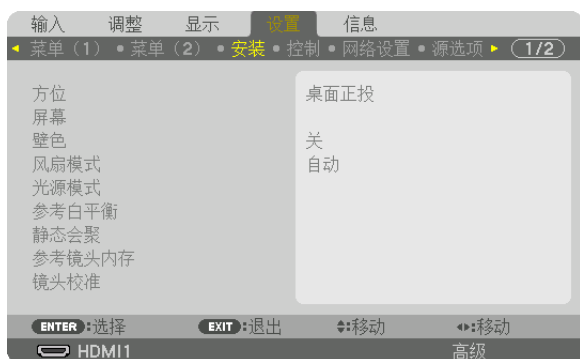 输入 调整 显示 设置 信息
菜单（1） 菜单（2） 安装 控制 网络设置 源选项 1/2
方位 桌面正投
屏幕
壁色 关
风扇模式 自动
光源模式
参考白平衡
静态会聚
参考镜头内存
镜头校准
ENTER:选择 EXIT:退出 :移动 :移动
HDMI1 高级